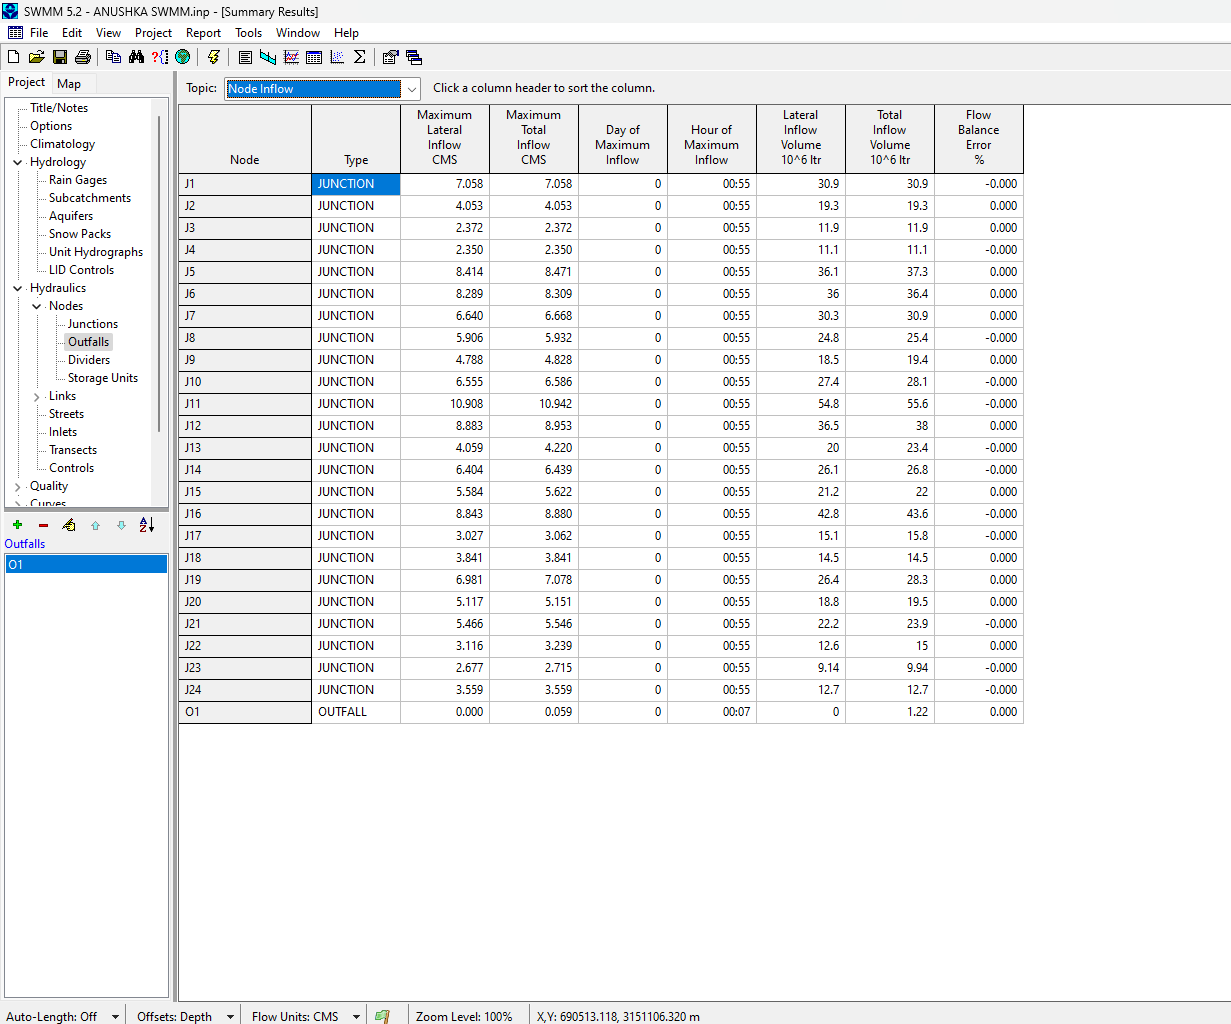 SWMM 5.2 - ANUSHKA SWMM.inp - [Summary Results]
File Edit View Project Report Tools Window Help
Project Map
Title/Notes
Options
Climatology
Hydrology
Rain Gages
Subcatchments
Aquifers
Snow Packs
Unit Hydrographs
LID Controls
Hydraulics
Nodes
Junctions
Outfalls
Dividers
Storage Units
Links
Streets
Inlets
Transects
Controls
Quality
Curves
Outfalls
O1
Topic: Node Inflow Click a column header to sort the column.
Node Type Maximum Lateral Inflow CMS Maximum Total Inflow CMS Day of Maximum Inflow Hour of Maximum Inflow Lateral Inflow Volume 10^6 ltr Total Inflow Volume 10^6 ltr Flow Balance Error %
J1 JUNCTION 7.058 7.058 0 00:55 30.9 30.9 -0.000
J2 JUNCTION 4.053 4.053 0 00:55 19.3 19.3 0.000
J3 JUNCTION 2.372 2.372 0 00:55 11.9 11.9 0.000
J4 JUNCTION 2.350 2.350 0 00:55 11.1 11.1 -0.000
J5 JUNCTION 8.414 8.471 0 00:55 36.1 37.3 0.000
J6 JUNCTION 8.289 8.309 0 00:55 36 36.4 0.000
J7 JUNCTION 6.640 6.668 0 00:55 30.3 30.9 0.000
J8 JUNCTION 5.906 5.932 0 00:55 24.8 25.4 -0.000
J9 JUNCTION 4.788 4.828 0 00:55 18.5 19.4 0.000
J10 JUNCTION 6.555 6.586 0 00:55 27.4 28.1 -0.000
J11 JUNCTION 10.908 10.942 0 00:55 54.8 55.6 -0.000
J12 JUNCTION 8.883 8.953 0 00:55 36.5 38 0.000
J13 JUNCTION 4.059 4.220 0 00:55 20 23.4 -0.000
J14 JUNCTION 6.404 6.439 0 00:55 26.1 26.8 -0.000
J15 JUNCTION 5.584 5.622 0 00:55 21.2 22 0.000
J16 JUNCTION 8.843 8.880 0 00:55 42.8 43.6 -0.000
J17 JUNCTION 3.027 3.062 0 00:55 15.1 15.8 -0.000
J18 JUNCTION 3.841 3.841 0 00:55 14.5 14.5 0.000
J19 JUNCTION 6.981 7.078 0 00:55 26.4 28.3 0.000
J20 JUNCTION 5.117 5.151 0 00:55 18.8 19.5 0.000
J21 JUNCTION 5.466 5.546 0 00:55 22.2 23.9 -0.000
J22 JUNCTION 3.116 3.239 0 00:55 12.6 15 0.000
J23 JUNCTION 2.677 2.715 0 00:55 9.14 9.94 -0.000
J24 JUNCTION 3.559 3.559 0 00:55 12.7 12.7 -0.000
O1 OUTFALL 0.000 0.059 0 00:07 0 1.22 0.000
Auto-Length: Off Offsets: Depth Flow Units: CMS Zoom Level: 100% X,Y: 690513.118, 3151106.320 m